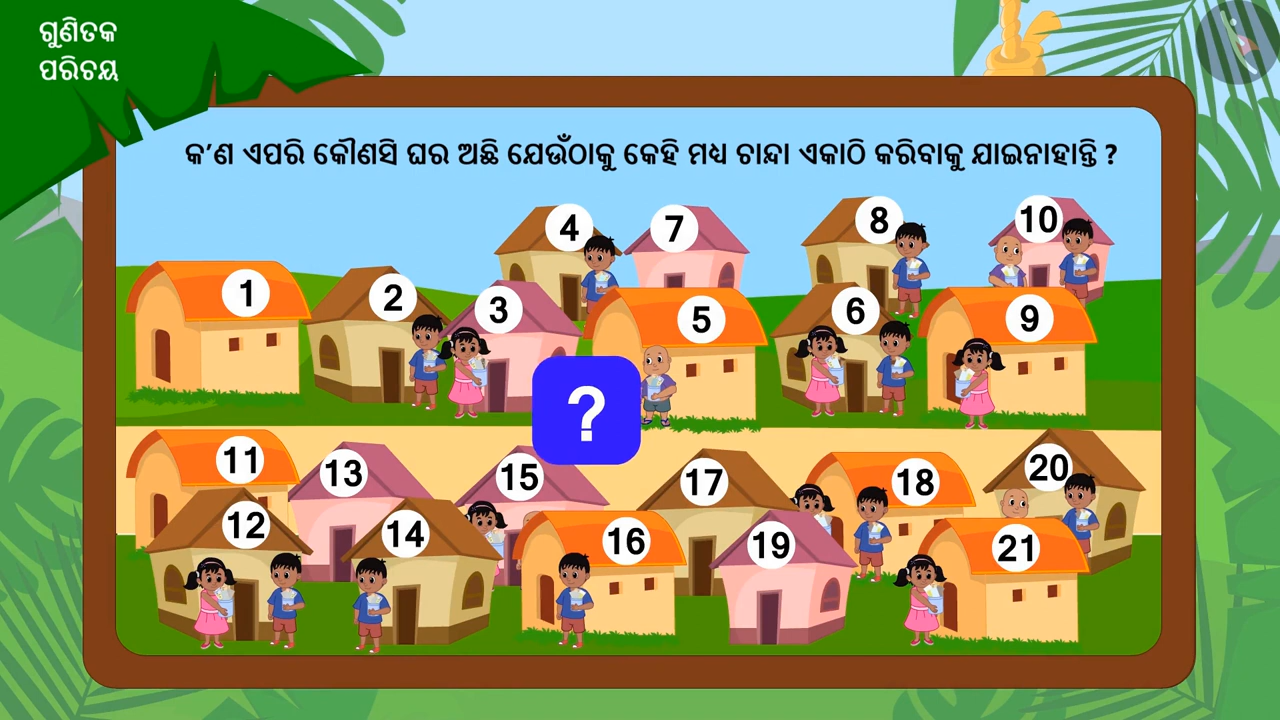 ଗୁଣିତକ
ପରିଚୟ
କ’ଣ ଏପରି କୌଣସି ଘର ଅଛି ଯେଉଁଠାକୁ କେହି ମଧ୍ୟ ଚାନ୍ଦା ଏକାଠି କରିବାକୁ ଯାଇନାହାନ୍ତି ?
4 7 8 10
1 2 3 5 6 9
?
11 13 15 17 18 20
12 14 16 19 21